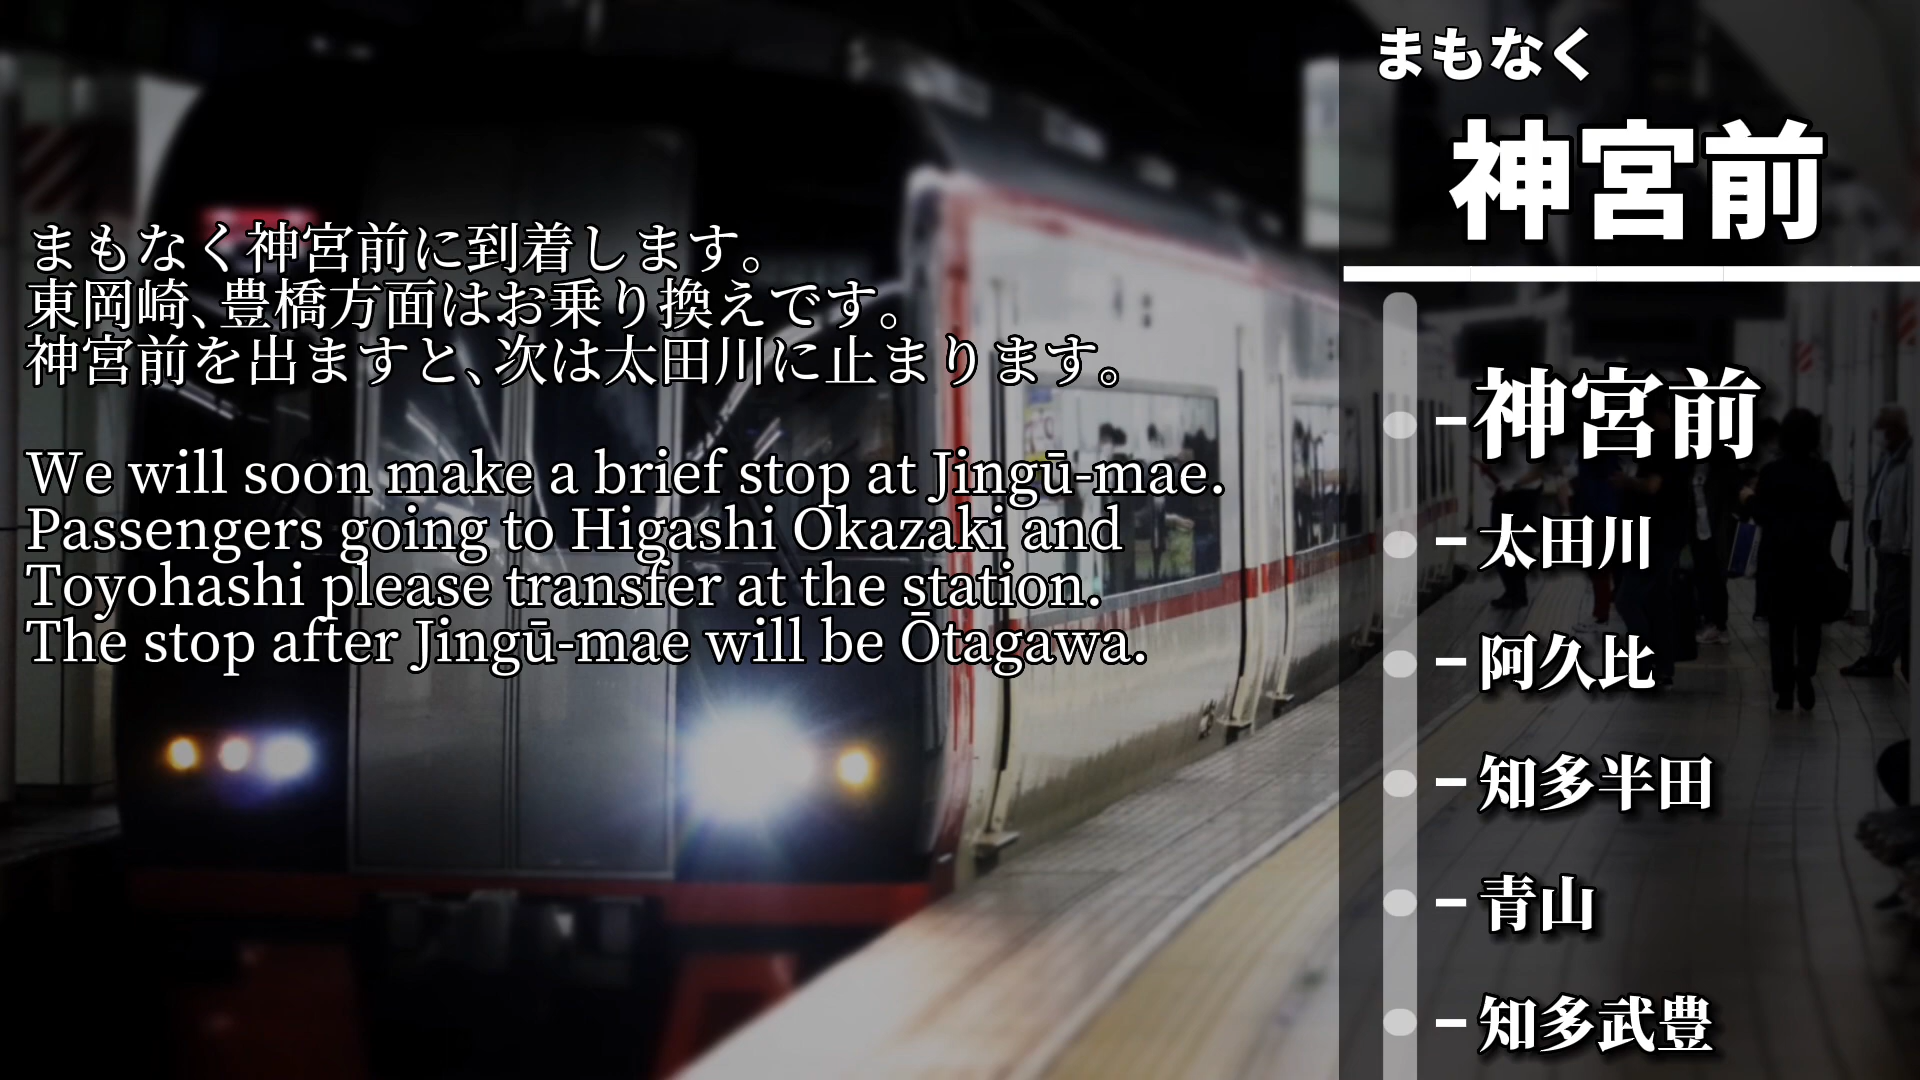 まもなく神宮前に到着します。
東岡崎、豊橋方面はお乗り換えです。
神宮前を出ますと、次は太田川に止まります。
We will soon make a brief stop at Jingū-mae.
Passengers going to Higashi Okazaki and
Toyohashi please transfer at the station.
The stop after Jingū-mae will be Ōtagawa.
まもなく
神宮前
神宮前
太田川
阿久比
知多半田
青山
知多武豊